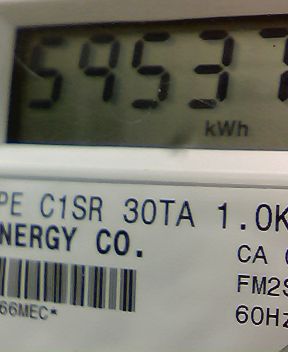 59537
kWh
PE C1SR 30TA 1.0K
NERGY CO.
CA
FM2S
66MEC*
60Hz